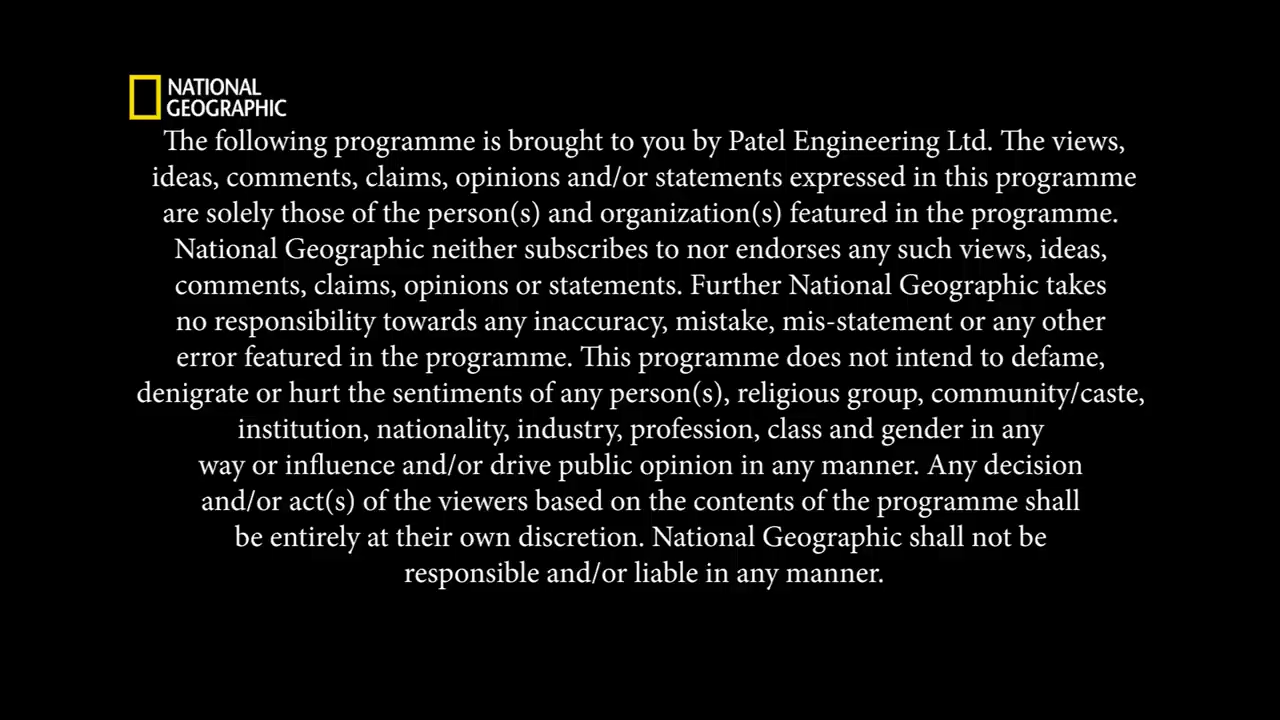 NATIONAL
GEOGRAPHIC
The following programme is brought to you by Patel Engineering Ltd. The views,
ideas, comments, claims, opinions and/or statements expressed in this programme
are solely those of the person(s) and organization(s) featured in the programme.
National Geographic neither subscribes to nor endorses any such views, ideas,
comments, claims, opinions or statements. Further National Geographic takes
no responsibility towards any inaccuracy, mistake, mis-statement or any other
error featured in the programme. This programme does not intend to defame,
denigrate or hurt the sentiments of any person(s), religious group, community/caste,
institution, nationality, industry, profession, class and gender in any
way or influence and/or drive public opinion in any manner. Any decision
and/or act(s) of the viewers based on the contents of the programme shall
be entirely at their own discretion. National Geographic shall not be
responsible and/or liable in any manner.